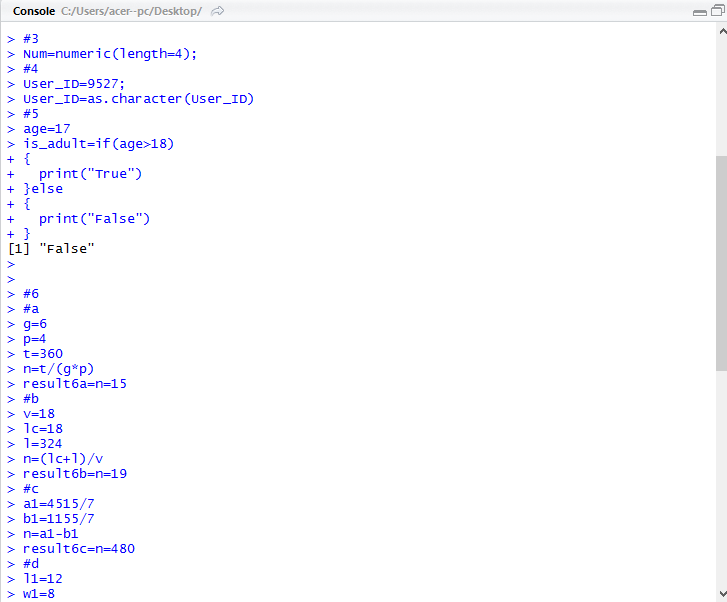 Console C:/Users/acer--pc/Desktop/
> #3
> Num=numeric(length=4);
> #4
> User_ID=9527;
> User_ID=as.character(User_ID)
> #5
> age=17
> is_adult=if(age>18)
+ {
+   print("True")
+ }else
+ {
+   print("False")
+ }
[1] "False"
>
>
> #6
> #a
> g=6
> p=4
> t=360
> n=t/(g*p)
> result6a=n=15
> #b
> v=18
> lc=18
> l=324
> n=(lc+l)/v
> result6b=n=19
> #c
> a1=4515/7
> b1=1155/7
> n=a1-b1
> result6c=n=480
> #d
> l1=12
> w1=8